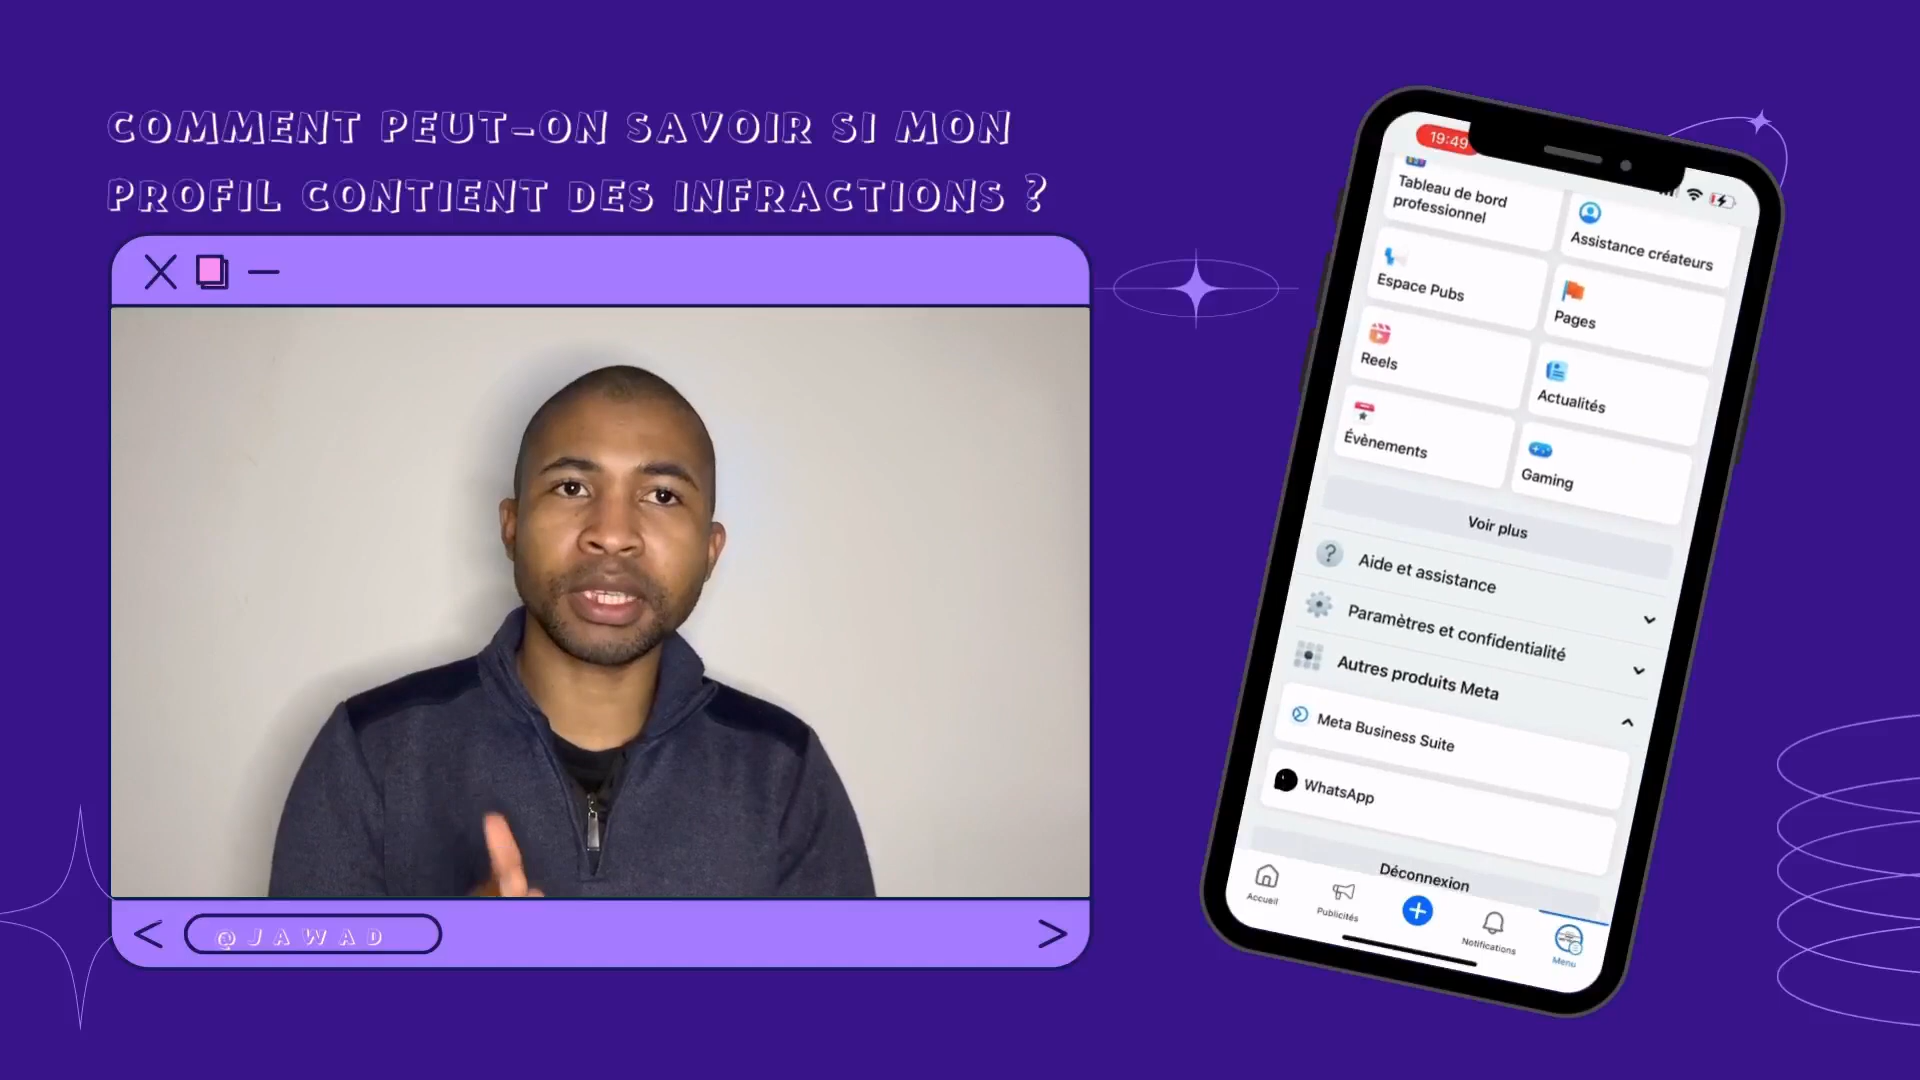 COMMENT PEUT-ON SAVOIR SI MON
PROFIL CONTIENT DES INFRACTIONS ?
@JAWAD
19:49
Tableau de bord
professionnel
Assistance créateurs
Espace Pubs
Pages
Reels
Actualités
Évènements
Gaming
Voir plus
Aide et assistance
Paramètres et confidentialité
Autres produits Meta
Meta Business Suite
WhatsApp
Déconnexion
Accueil
Publicités
Notifications
Menu